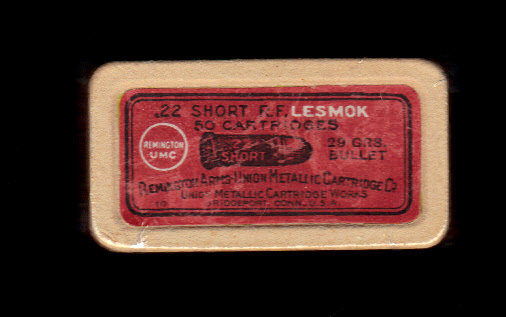 .22 SHORT R.F. LESMOK
50 CARTRIDGES
REMINGTON
UMC
SHORT
29 GRS.
BULLET
REMINGTON ARMS-UNION METALLIC CARTRIDGE CO
UNION METALLIC CARTRIDGE WORKS
BRIDGEPORT, CONN., U.S.A.